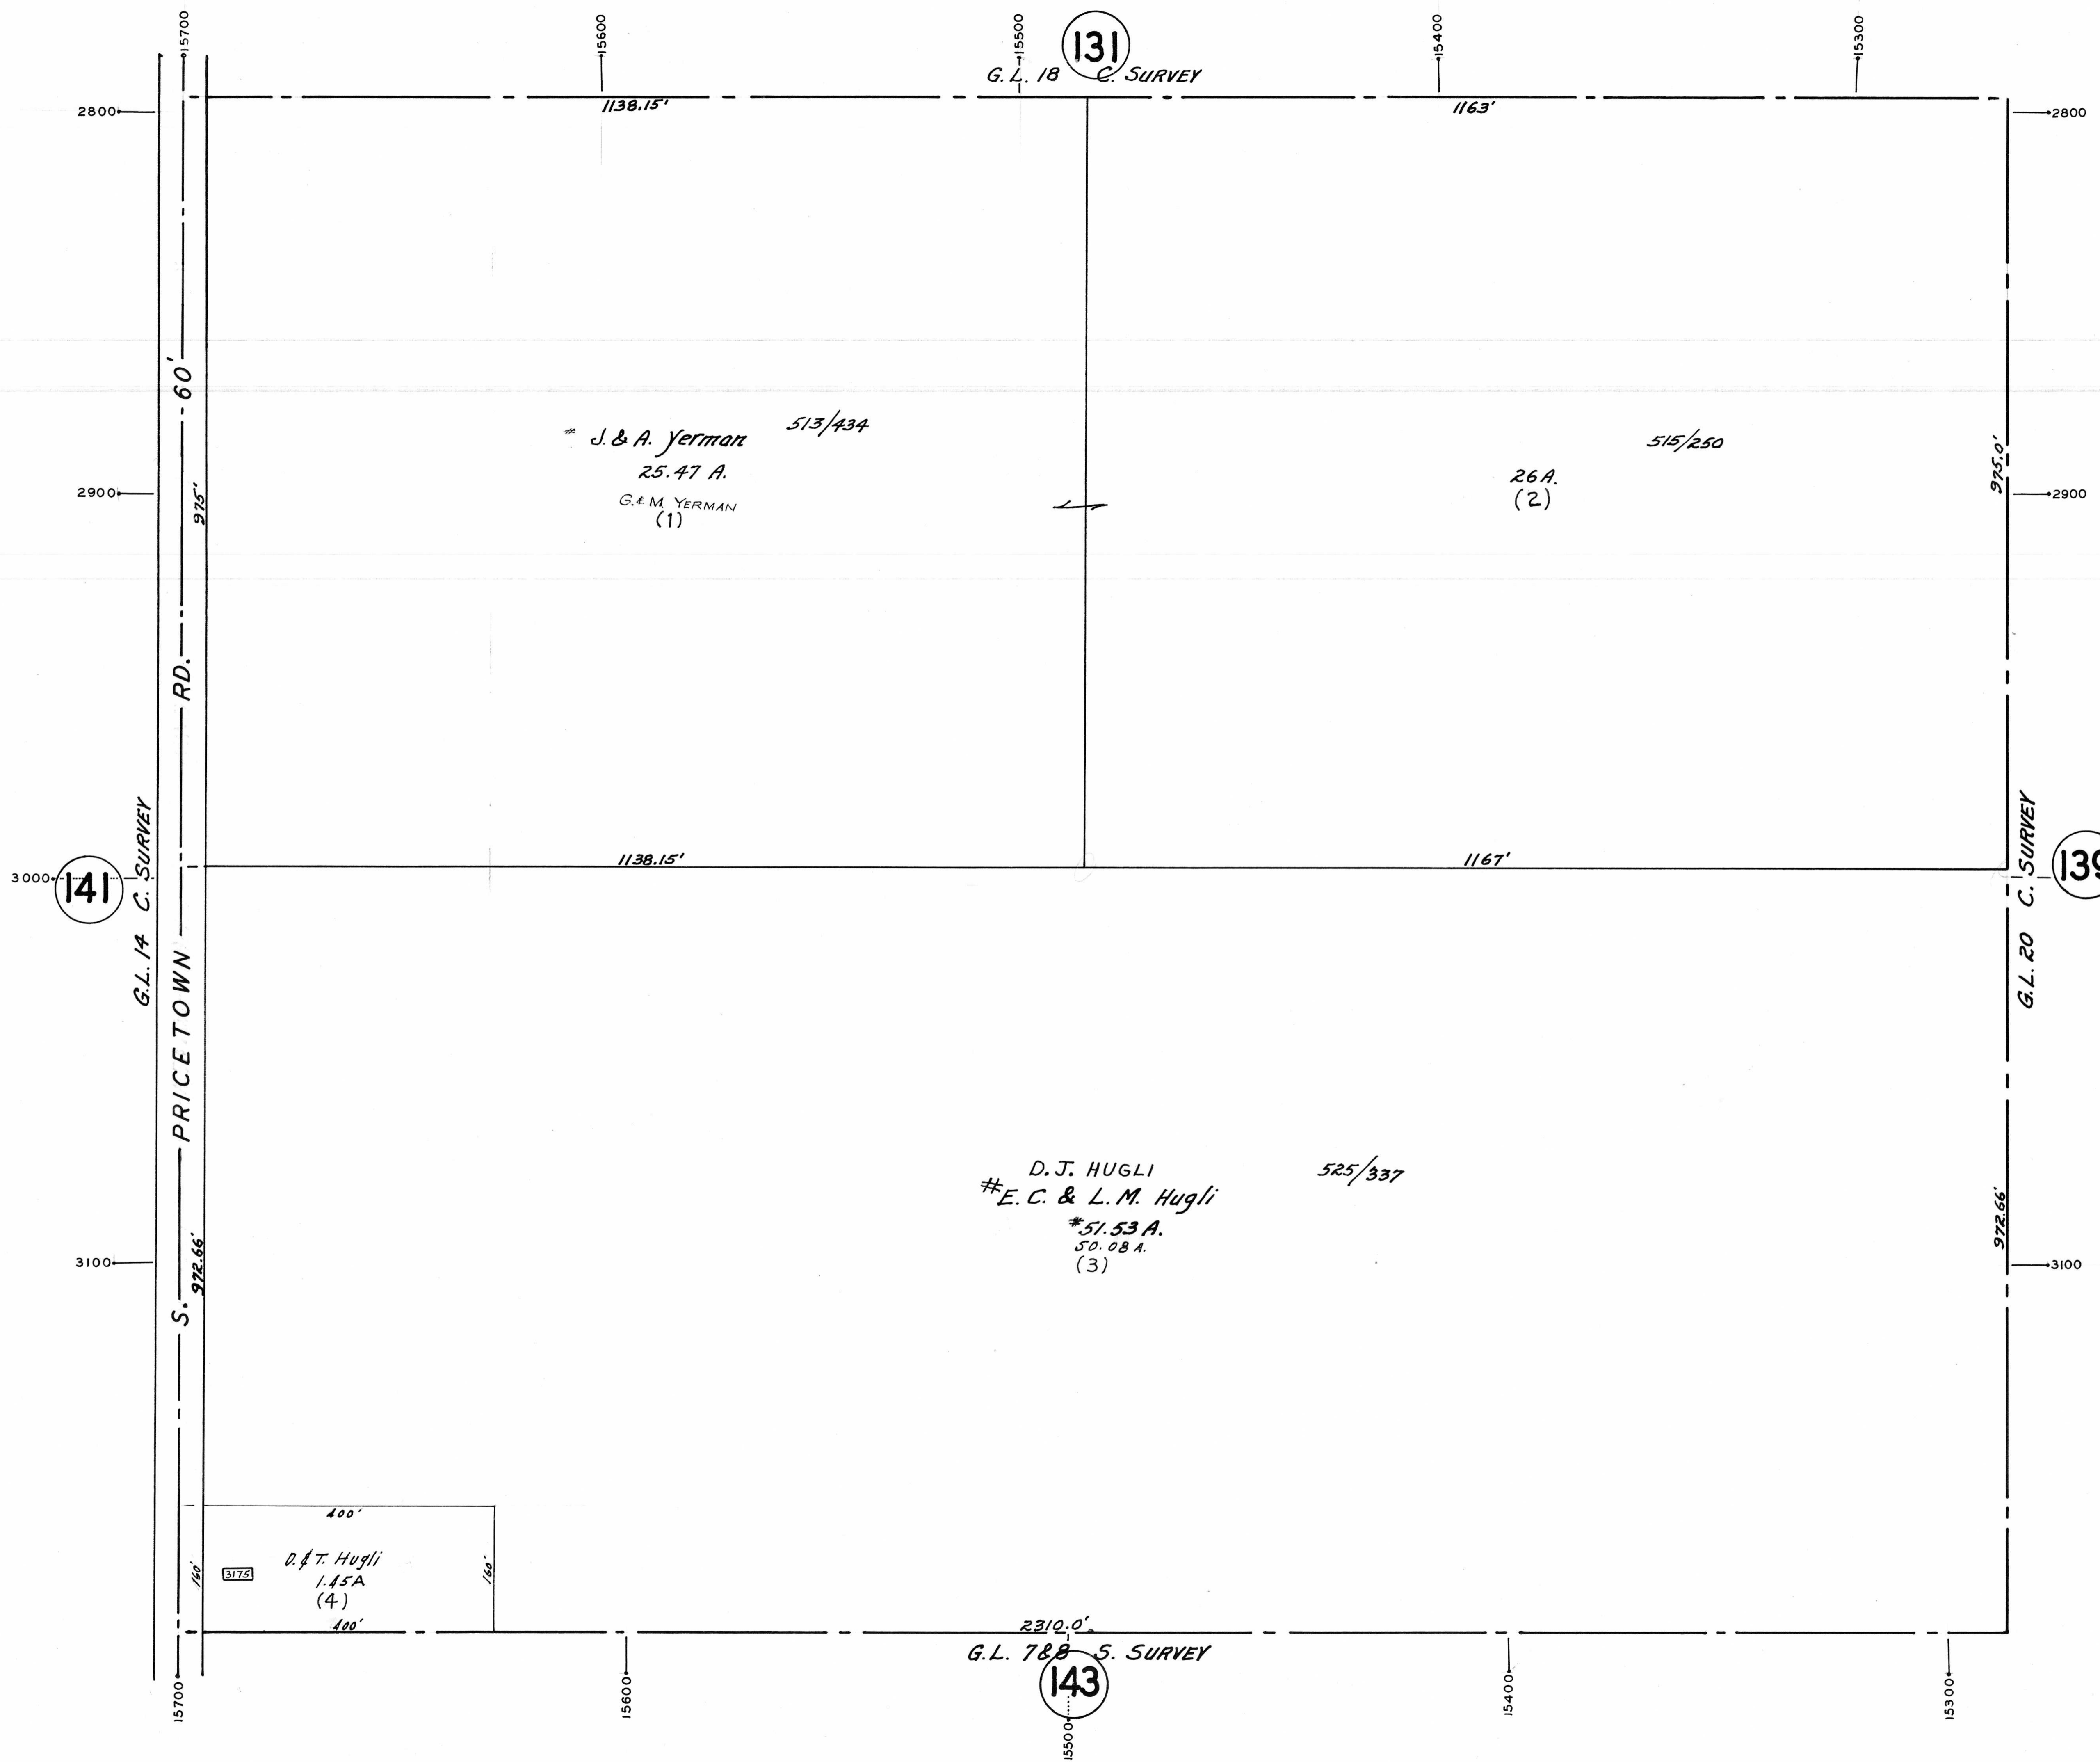 15700
15600
15500
131
15400
15300
G.L. 18 C. SURVEY
2800
1138.15'
1163'
2800
60'
# J. & A. Yerman 513/434
25.47 A.
G. & M. YERMAN
(1)
515/250
26 A.
(2)
2900
975'
975.0'
2900
RD.
1138.15'
1167'
3000
141
G.L. 14 C. SURVEY
G.L. 20 C. SURVEY
139
PRICETOWN
D.J. HUGLI 525/337
#E.C. & L.M. Hugli
#51.53 A.
50.08 A.
(3)
3100
972.66'
972.66'
3100
S.
400'
D. & T. Hugli
3175
1.45A
(4)
160'
160'
400'
2310.0'
G.L. 7&8 S. SURVEY
143
15700
15600
15500
15400
15300